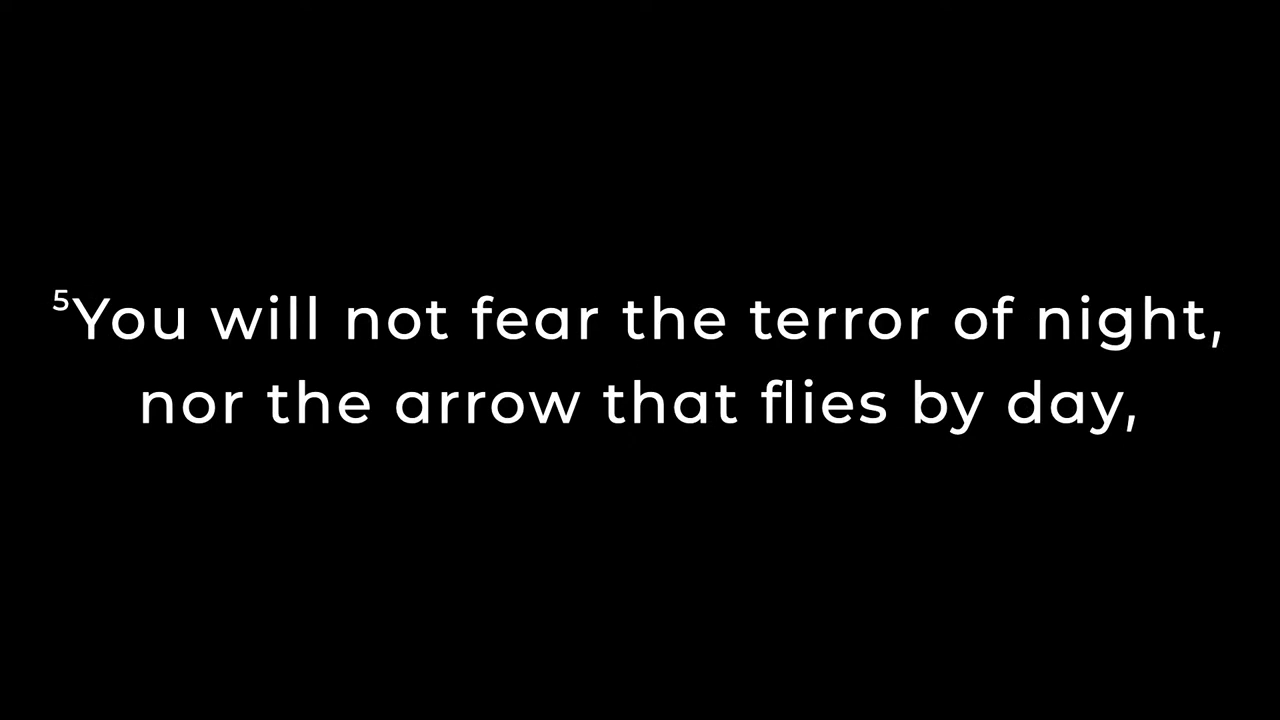 ⁵You will not fear the terror of night,
nor the arrow that flies by day,